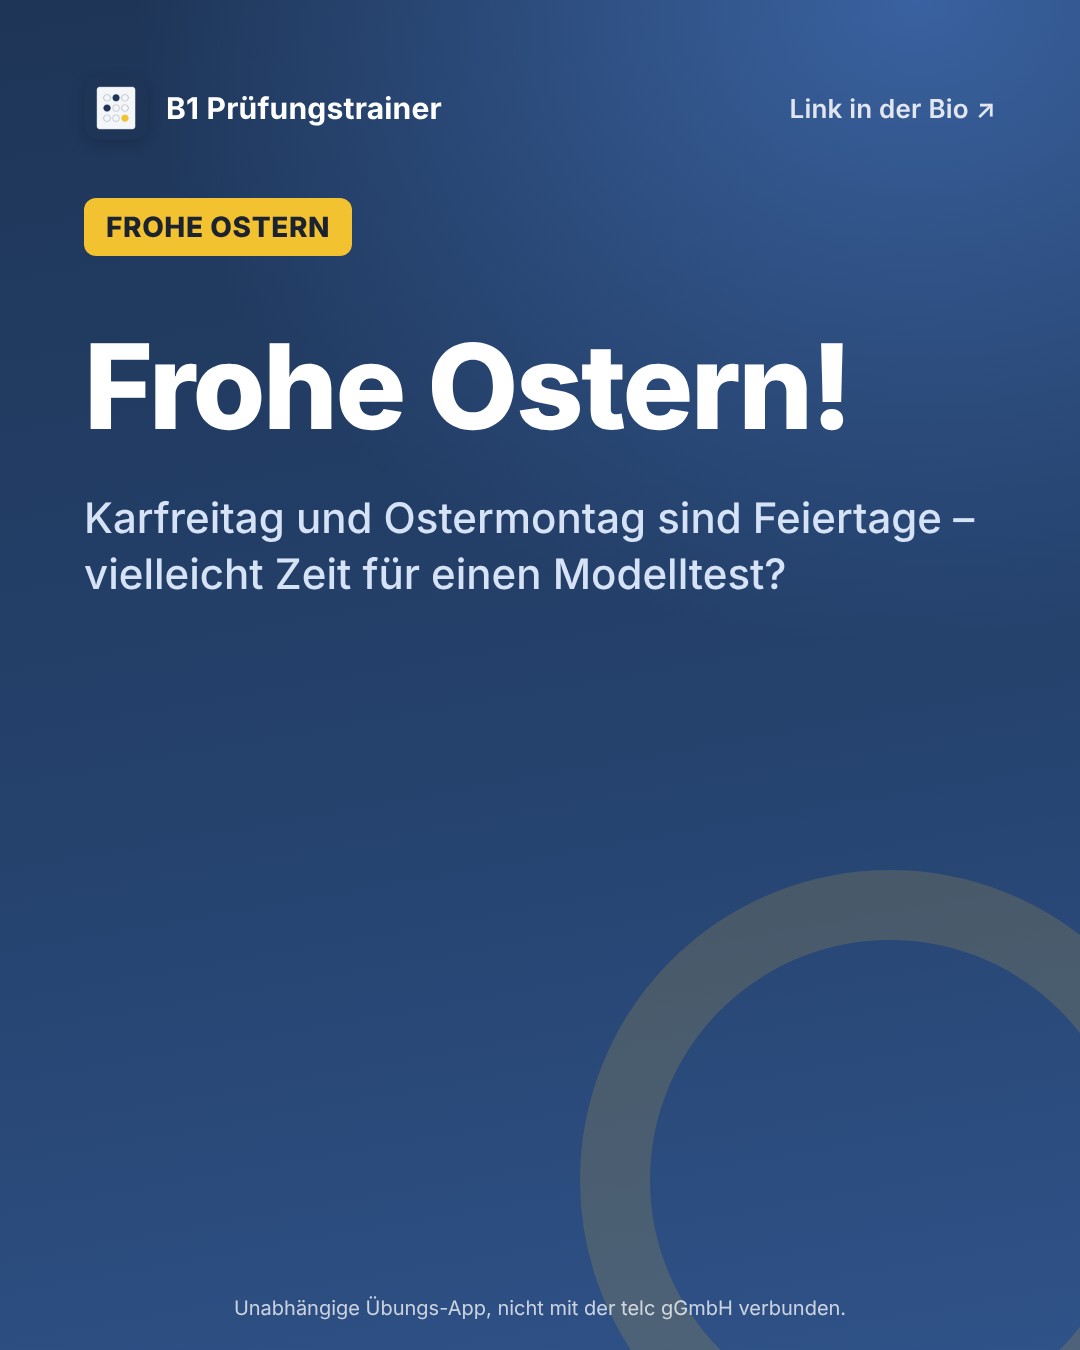 B1 Prüfungstrainer
Link in der Bio ↗
FROHE OSTERN
Frohe Ostern!
Karfreitag und Ostermontag sind Feiertage –
vielleicht Zeit für einen Modelltest?
Unabhängige Übungs-App, nicht mit der telc gGmbH verbunden.